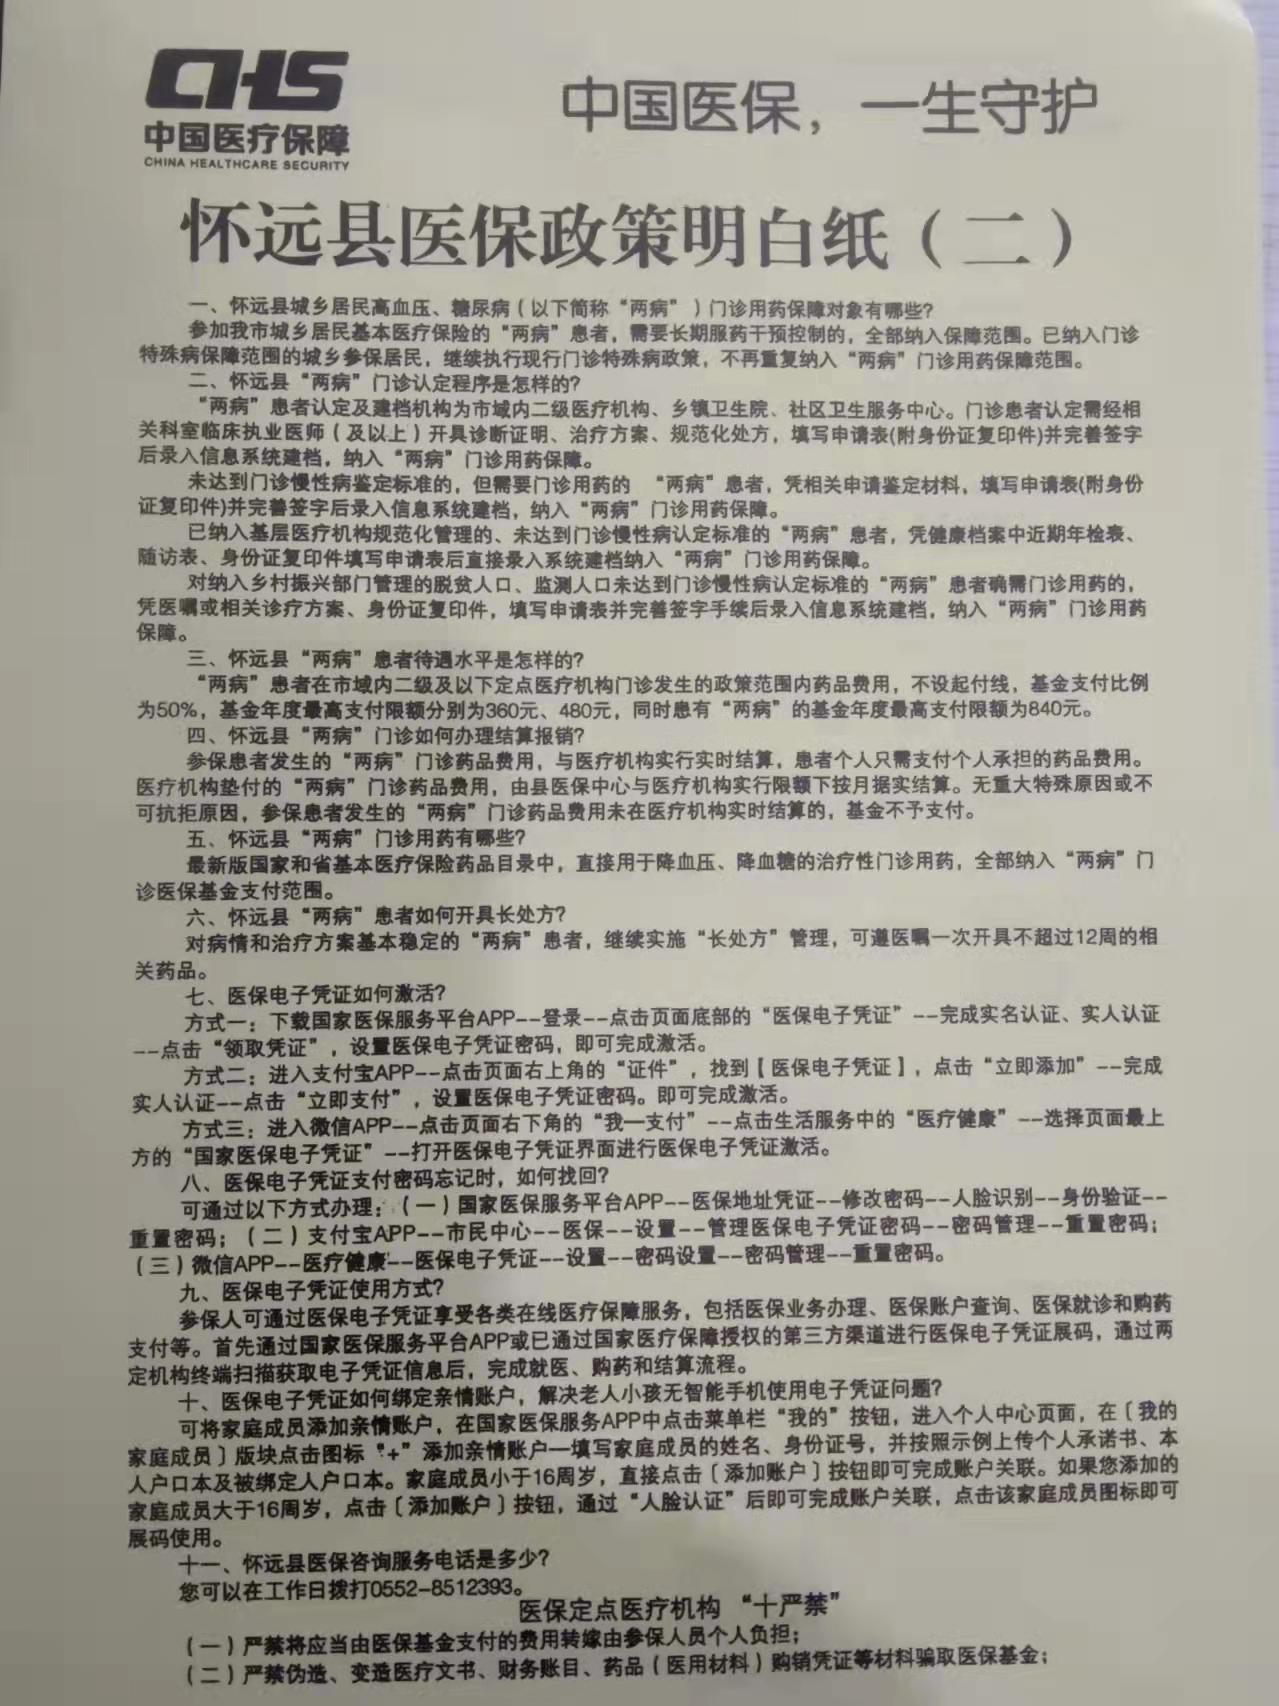 CHS
中国医疗保障
CHINA HEALTHCARE SECURITY
中国医保，一生守护
怀远县医保政策明白纸（二）
一、怀远县城乡居民高血压、糖尿病（以下简称“两病”）门诊用药保障对象有哪些?
参加我市城乡居民基本医疗保险的“两病”患者，需要长期服药干预控制的，全部纳入保障范围。已纳入门诊
特殊病保障范围的城乡参保居民，继续执行现行门诊特殊病政策，不再重复纳入“两病”门诊用药保障范围。
二、怀远县“两病”门诊认定程序是怎样的?
“两病”患者认定及建档机构为市域内二级医疗机构、乡镇卫生院、社区卫生服务中心。门诊患者认定需经相
关科室临床执业医师（及以上）开具诊断证明、治疗方案、规范化处方，填写申请表(附身份证复印件)并完善签字
后录入信息系统建档，纳入“两病”门诊用药保障。
未达到门诊慢性病鉴定标准的，但需要门诊用药的 “两病”患者，凭相关申请鉴定材料，填写申请表(附身份
证复印件)并完善签字后录入信息系统建档，纳入“两病”门诊用药保障。
已纳入基层医疗机构规范化管理的、未达到门诊慢性病认定标准的“两病”患者，凭健康档案中近期年检表、
随访表、身份证复印件填写申请表后直接录入系统建档纳入“两病”门诊用药保障。
对纳入乡村振兴部门管理的脱贫人口、监测人口未达到门诊慢性病认定标准的“两病”患者确需门诊用药的，
凭医嘱或相关诊疗方案、身份证复印件，填写申请表并完善签字手续后录入信息系统建档，纳入“两病”门诊用药
保障。
三、怀远县“两病”患者待遇水平是怎样的?
“两病”患者在市域内二级及以下定点医疗机构门诊发生的政策范围内药品费用，不设起付线，基金支付比例
为50%，基金年度最高支付限额分别为360元、480元，同时患有“两病”的基金年度最高支付限额为840元。
四、怀远县“两病”门诊如何办理结算报销?
参保患者发生的“两病”门诊药品费用，与医疗机构实行实时结算，患者个人只需支付个人承担的药品费用。
医疗机构垫付的“两病”门诊药品费用，由县医保中心与医疗机构实行限额下按月据实结算。无重大特殊原因或不
可抗拒原因，参保患者发生的“两病”门诊药品费用未在医疗机构实时结算的，基金不予支付。
五、怀远县“两病”门诊用药有哪些?
最新版国家和省基本医疗保险药品目录中，直接用于降血压、降血糖的治疗性门诊用药，全部纳入“两病”门
诊医保基金支付范围。
六、怀远县“两病”患者如何开具长处方?
对病情和治疗方案基本稳定的“两病”患者，继续实施“长处方”管理，可遵医嘱一次开具不超过12周的相
关药品。
七、医保电子凭证如何激活?
方式一：下载国家医保服务平台APP--登录--点击页面底部的“医保电子凭证”--完成实名认证、实人认证
--点击“领取凭证”，设置医保电子凭证密码，即可完成激活。
方式二：进入支付宝APP--点击页面右上角的“证件”，找到【医保电子凭证】，点击“立即添加”--完成
实人认证--点击“立即支付”，设置医保电子凭证密码。即可完成激活。
方式三：进入微信APP--点击页面右下角的“我—支付”--点击生活服务中的“医疗健康”--选择页面最上
方的“国家医保电子凭证”--打开医保电子凭证界面进行医保电子凭证激活。
八、医保电子凭证支付密码忘记时，如何找回?
可通过以下方式办理：（一）国家医保服务平台APP--医保地址凭证--修改密码--人脸识别--身份验证--
重置密码；（二）支付宝APP--市民中心--医保--设置--管理医保电子凭证密码--密码管理--重置密码；
（三）微信APP--医疗健康--医保电子凭证--设置--密码设置--密码管理--重置密码。
九、医保电子凭证使用方式?
参保人可通过医保电子凭证享受各类在线医疗保障服务，包括医保业务办理、医保账户查询、医保就诊和购药
支付等。首先通过国家医保服务平台APP或已通过国家医疗保障授权的第三方渠道进行医保电子凭证展码，通过两
定机构终端扫描获取电子凭证信息后，完成就医、购药和结算流程。
十、医保电子凭证如何绑定亲情账户，解决老人小孩无智能手机使用电子凭证问题?
可将家庭成员添加亲情账户，在国家医保服务APP中点击菜单栏“我的”按钮，进入个人中心页面，在〔我的
家庭成员〕版块点击图标“+”添加亲情账户—填写家庭成员的姓名、身份证号，并按照示例上传个人承诺书、本
人户口本及被绑定人户口本。家庭成员小于16周岁，直接点击〔添加账户〕按钮即可完成账户关联。如果您添加的
家庭成员大于16周岁，点击〔添加账户〕按钮，通过“人脸认证”后即可完成账户关联，点击该家庭成员图标即可
展码使用。
十一、怀远县医保咨询服务电话是多少?
您可以在工作日拨打0552-8512393。
医保定点医疗机构 “十严禁”
（一）严禁将应当由医保基金支付的费用转嫁由参保人员个人负担；
（二）严禁伪造、变造医疗文书、财务账目、药品（医用材料）购销凭证等材料骗取医保基金；